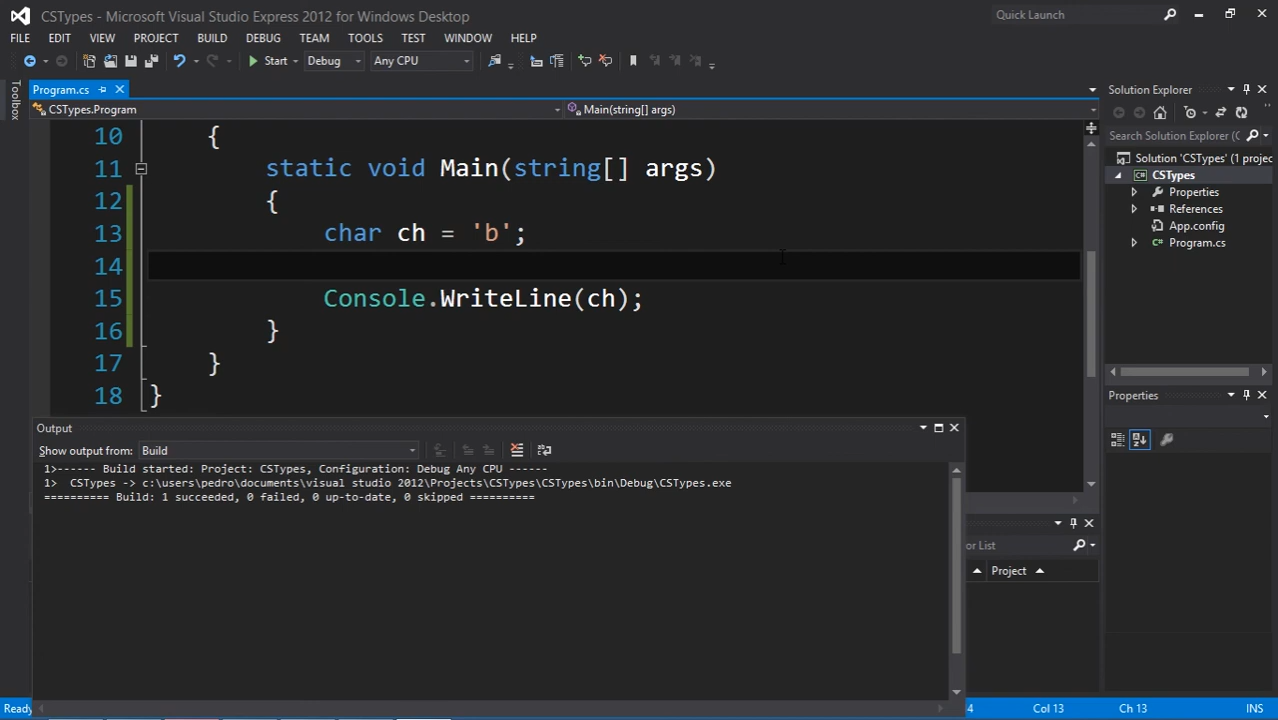 CSTypes - Microsoft Visual Studio Express 2012 for Windows Desktop
Quick Launch
FILE EDIT VIEW PROJECT BUILD DEBUG TEAM TOOLS TEST WINDOW HELP
Start Debug Any CPU
Toolbox
Program.cs
CSTypes.Program Main(string[] args)
10 {
11 static void Main(string[] args)
12 {
13 char ch = 'b';
14
15 Console.WriteLine(ch);
16 }
17 }
18 }
Output
Show output from: Build
1>------ Build started: Project: CSTypes, Configuration: Debug Any CPU ------
1> CSTypes -> c:\users\pedro\documents\visual studio 2012\Projects\CSTypes\CSTypes\bin\Debug\CSTypes.exe
========== Build: 1 succeeded, 0 failed, 0 up-to-date, 0 skipped ==========
Solution Explorer
Search Solution Explorer (
Solution 'CSTypes' (1 projec
CSTypes
Properties
References
App.config
Program.cs
Properties
or List
Project
Ready 4 Col 13 Ch 13 INS